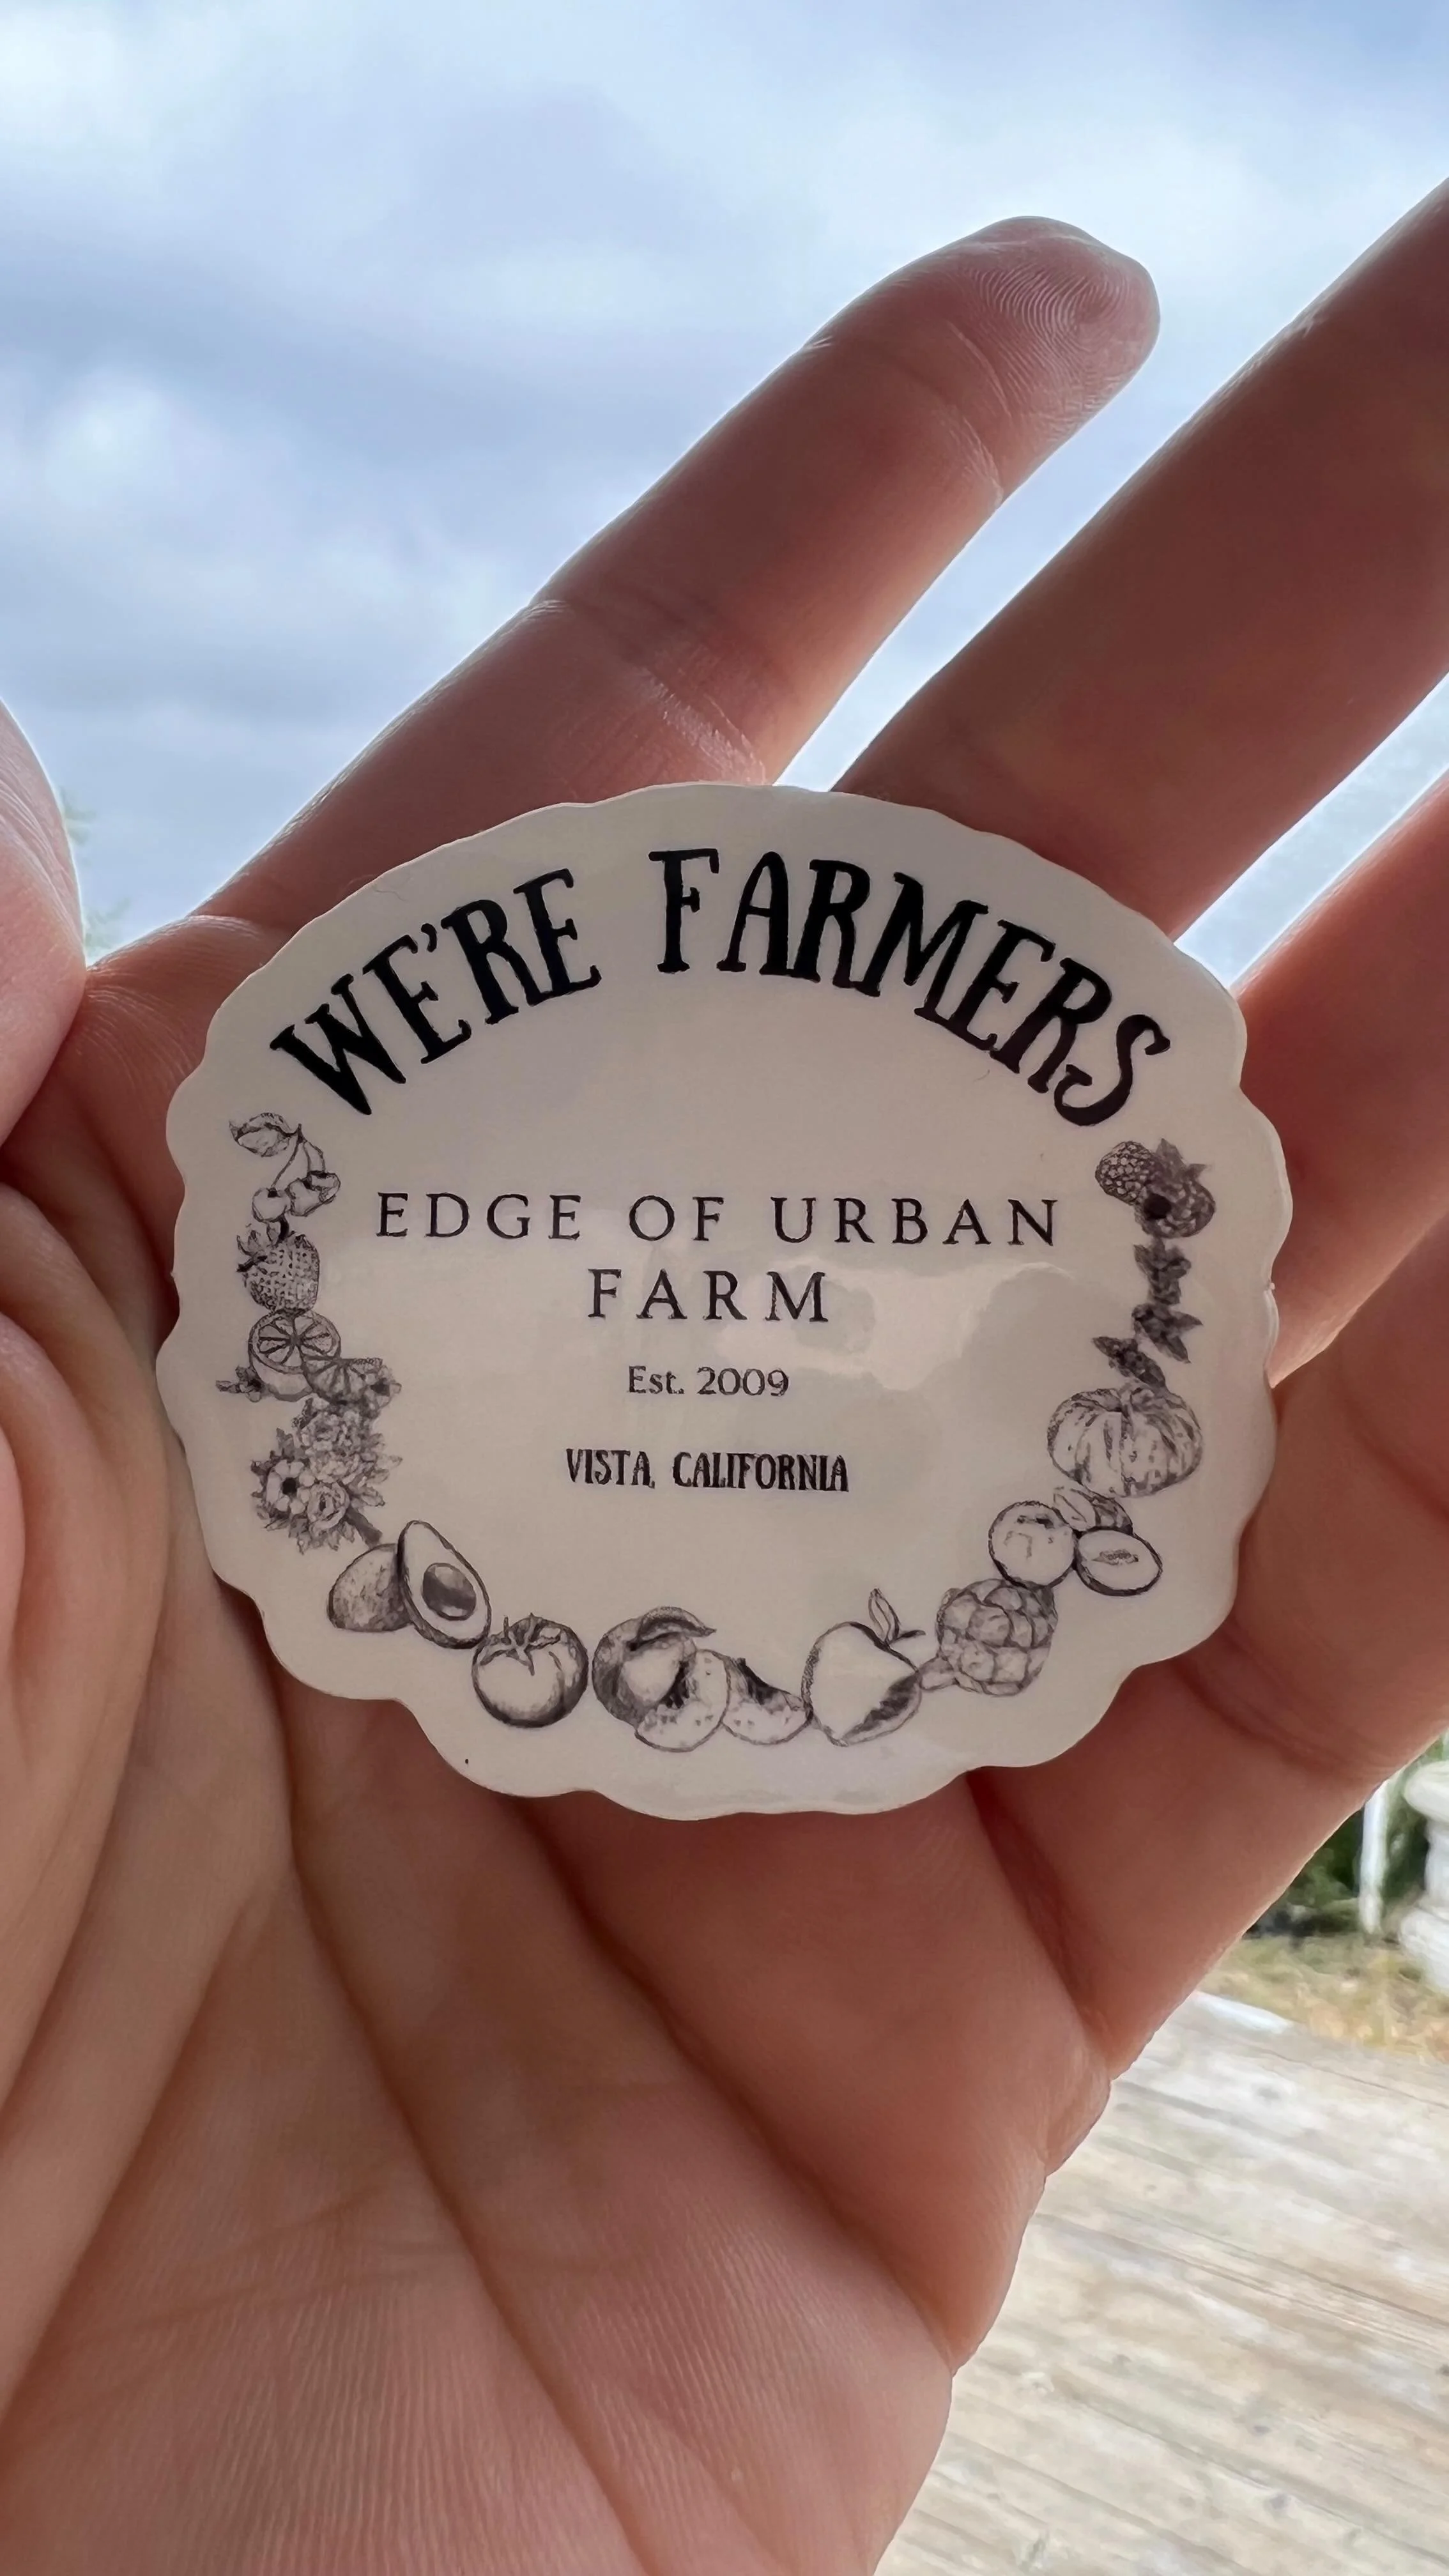 WE'RE FARMERS
EDGE OF URBAN
FARM
Est. 2009
VISTA, CALIFORNIA